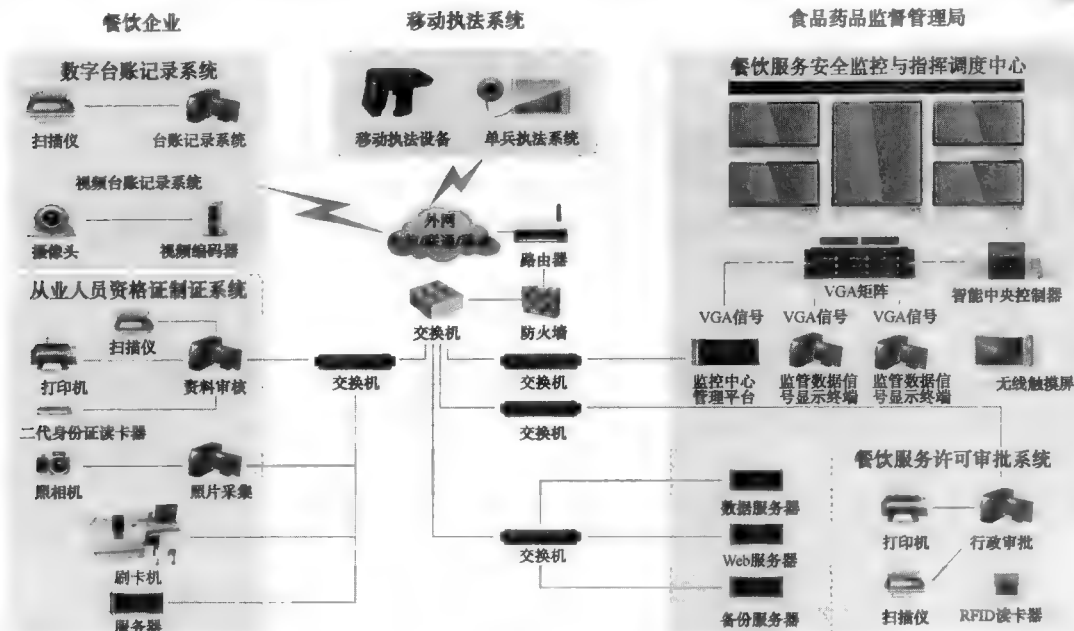 餐饮企业
数字台账记录系统
扫描仪
台账记录系统
视频台账记录系统
摄像头
视频编码器
从业人员资格证制证系统
扫描仪
打印机
资料审核
二代身份证读卡器
照相机
照片采集
刷卡机
服务器
移动执法系统
移动执法设备
单兵执法系统
外网
路由器
交换机
防火墙
交换机
交换机
交换机
交换机
食品药品监督管理局
餐饮服务安全监控与指挥调度中心
VGA矩阵
智能中央控制器
VGA信号
VGA信号
VGA信号
监控中心
管理平台
监管数据信
号显示终端
监管数据信
号显示终端
无线触摸屏
数据服务器
Web服务器
备份服务器
餐饮服务许可审批系统
打印机
行政审批
扫描仪
RFID读卡器